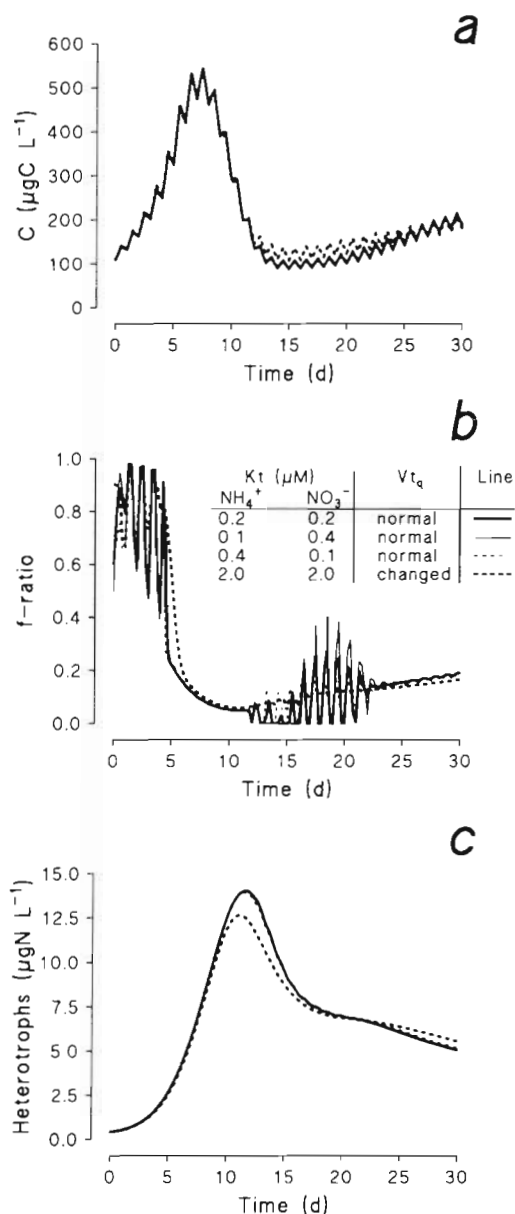 a
600
500
400
300
200
100
0
C (µgC L⁻¹)
0 5 10 15 20 25 30
Time (d)
b
1.0
0.8
0.6
0.4
0.2
0.0
f-ratio
Kt (µM) Vtq Line
NH₄⁺ NO₃⁻
0.2 0.2 normal
0.1 0.4 normal
0.4 0.1 normal
2.0 2.0 changed
0 5 10 15 20 25 30
Time (d)
c
15.0
12.5
10.0
7.5
5.0
2.5
0.0
Heterotrophs (µgN L⁻¹)
0 5 10 15 20 25 30
Time (d)